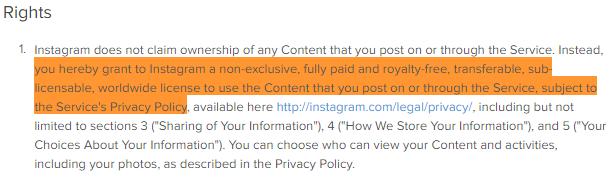 Rights
1. Instagram does not claim ownership of any Content that you post on or through the Service. Instead,
you hereby grant to Instagram a non-exclusive, fully paid and royalty-free, transferable, sub-
licensable, worldwide license to use the Content that you post on or through the Service, subject to
the Service's Privacy Policy, available here http://instagram.com/legal/privacy/, including but not
limited to sections 3 ("Sharing of Your Information"), 4 ("How We Store Your Information"), and 5 ("Your
Choices About Your Information"). You can choose who can view your Content and activities,
including your photos, as described in the Privacy Policy.